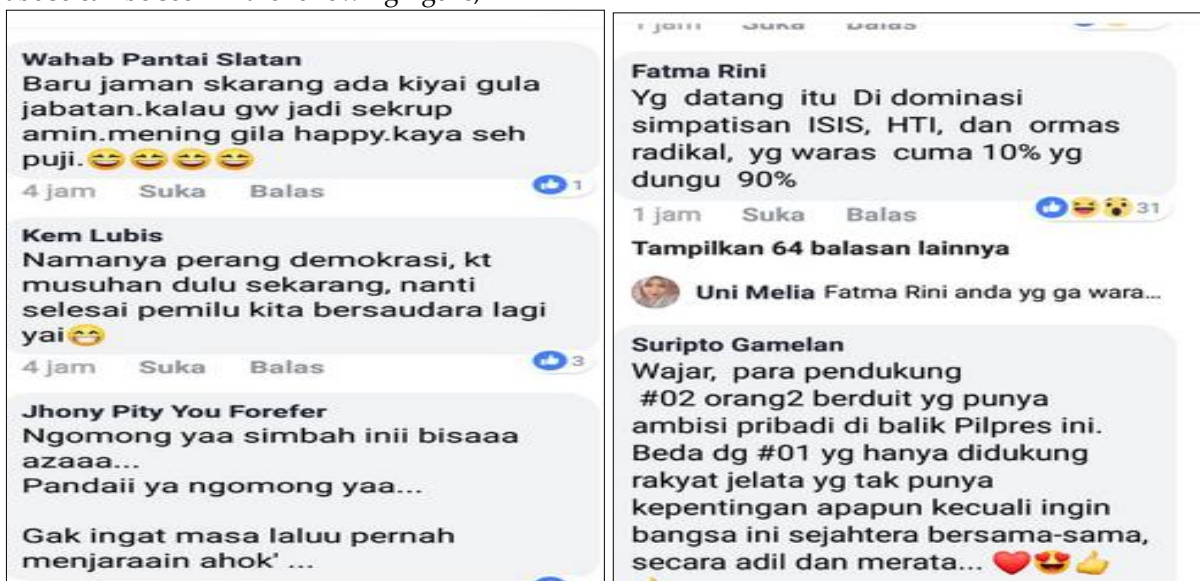 Wahab Pantai Slatan
Baru jaman skarang ada kiyai gula
jabatan.kalau gw jadi sekrup
amin.mening gila happy.kaya seh
puji.😄😄😄😄
4 jam Suka Balas 1
Kem Lubis
Namanya perang demokrasi, kt
musuhan dulu sekarang, nanti
selesai pemilu kita bersaudara lagi
yai😁
4 jam Suka Balas 3
Jhony Pity You Forefer
Ngomong yaa simbah inii bisaaa
azaaa...
Pandaii ya ngomong yaa...
Gak ingat masa laluu pernah
menjaraain ahok' ...
1 jam Suka Balas
Fatma Rini
Yg datang itu Di dominasi
simpatisan ISIS, HTI, dan ormas
radikal, yg waras cuma 10% yg
dungu 90%
1 jam Suka Balas 31
Tampilkan 64 balasan lainnya
Uni Melia Fatma Rini anda yg ga wara...
Suripto Gamelan
Wajar, para pendukung
#02 orang2 berduit yg punya
ambisi pribadi di balik Pilpres ini.
Beda dg #01 yg hanya didukung
rakyat jelata yg tak punya
kepentingan apapun kecuali ingin
bangsa ini sejahtera bersama-sama,
secara adil dan merata... ❤️😍👍